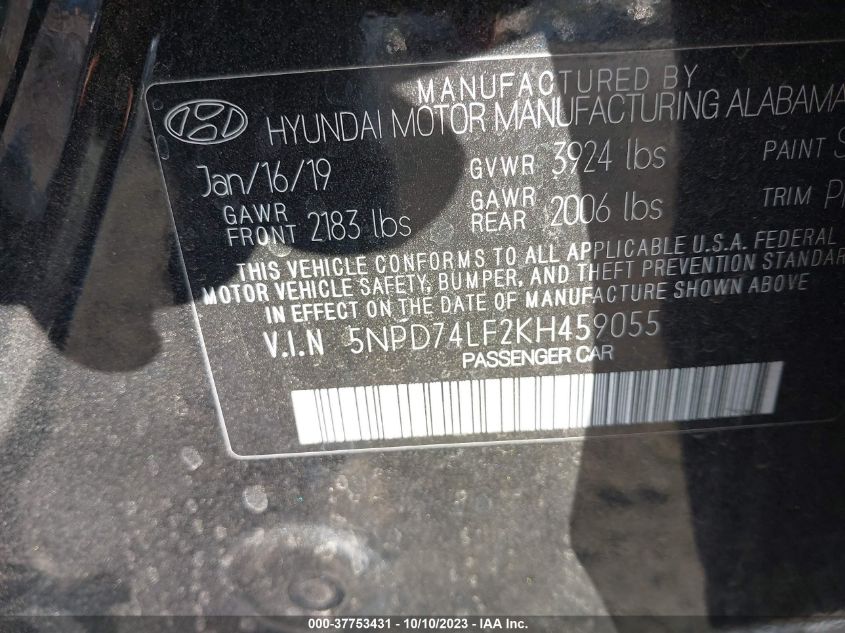 MANUFACTURED BY
HYUNDAI MOTOR MANUFACTURING ALABAMA
Jan/16/19 GVWR 3924 lbs PAINT S
GAWR FRONT 2183 lbs GAWR REAR 2006 lbs TRIM
THIS VEHICLE CONFORMS TO ALL APPLICABLE U.S.A. FEDERAL
MOTOR VEHICLE SAFETY, BUMPER, AND THEFT PREVENTION STANDAR
IN EFFECT ON THE DATE OF MANUFACTURE SHOWN ABOVE
V.I.N 5NPD74LF2KH459055
PASSENGER CAR
000-37753431 - 10/10/2023 - IAA Inc.